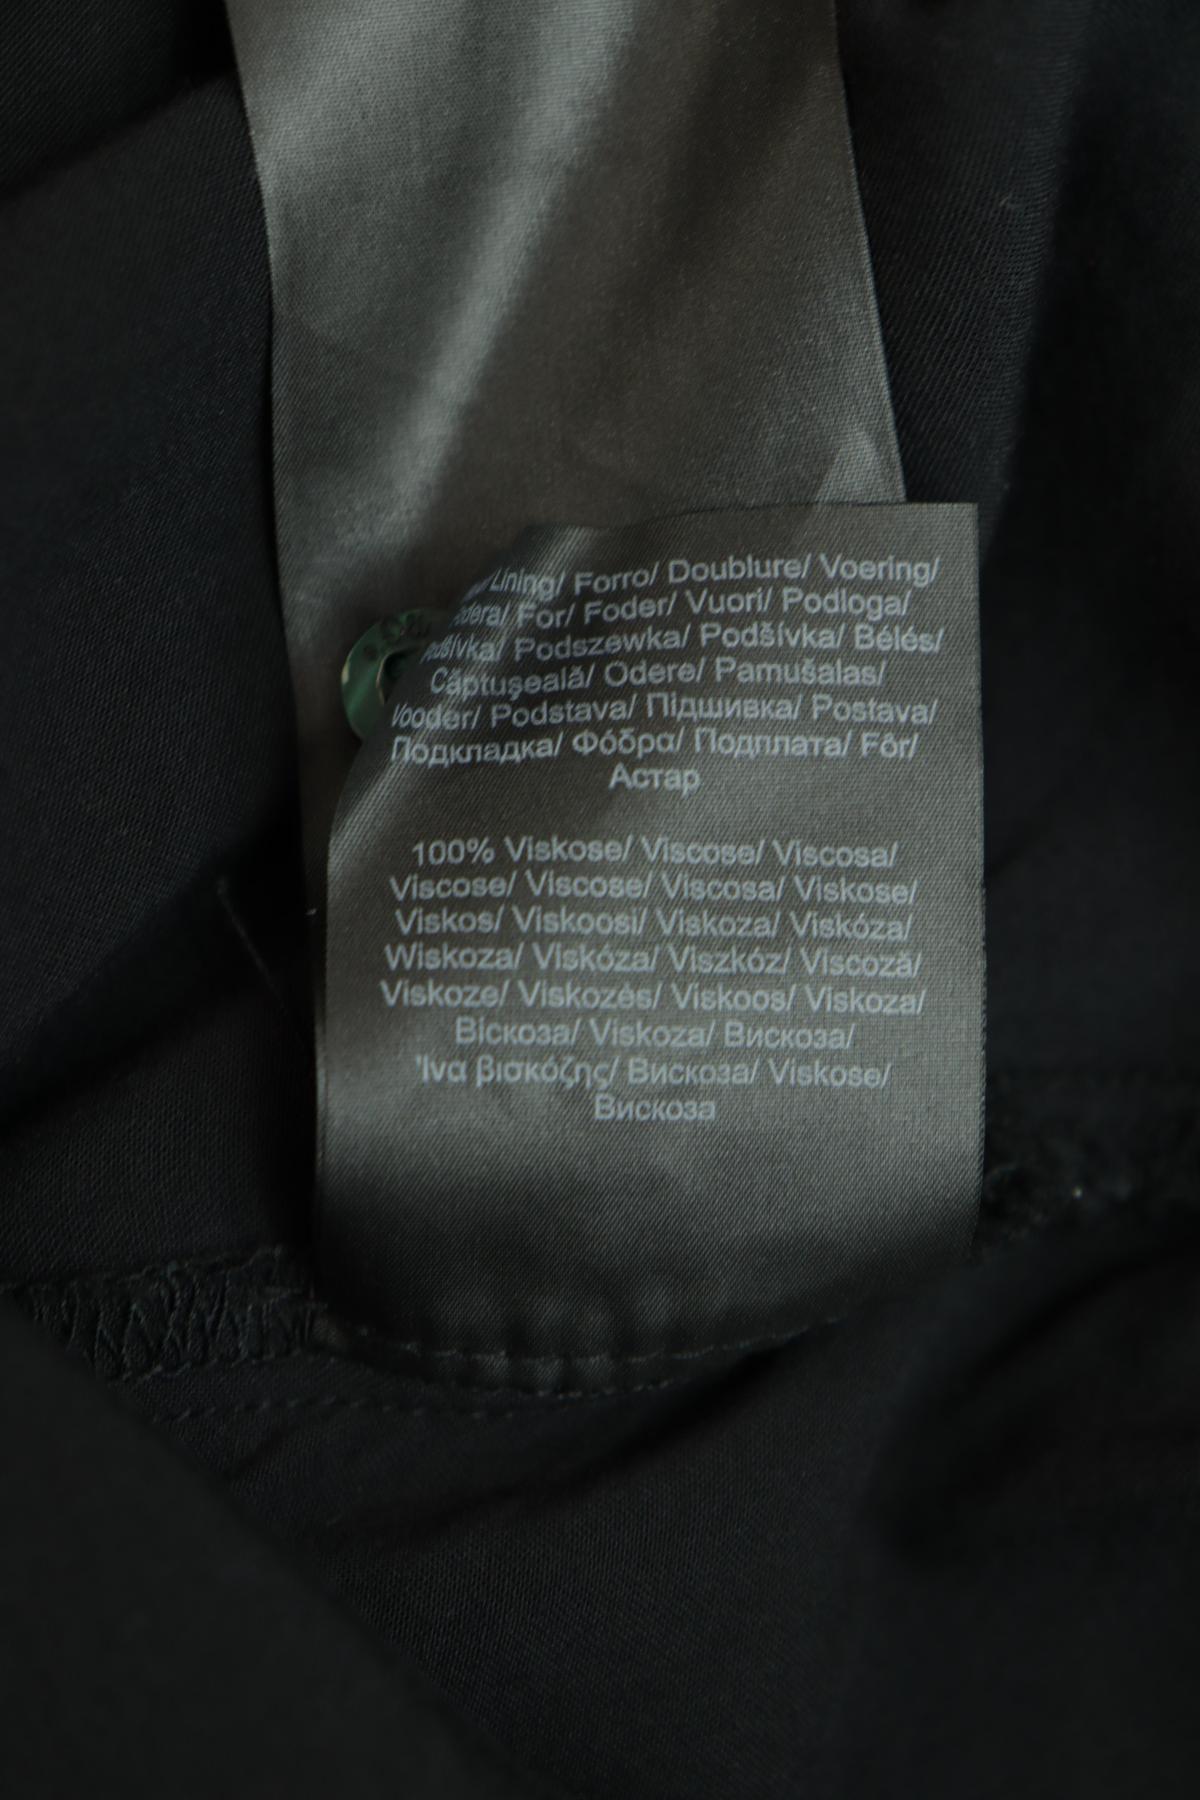 Lining/ Forro/ Doublure/ Voering/
For/ Foder/ Vuori/ Podloga/
Podszewka/ Podšívka/ Bélés/
Căptuşeală/ Odere/ Pamušalas/
Vooder/ Podstava/ Підшивка/ Postava/
Подкладка/ Φόδρα/ Подплата/ Fôr/
Астар
100% Viskose/ Viscose/ Viscosa/
Viscose/ Viscose/ Viscosa/ Viskose/
Viskos/ Viskoosi/ Viskoza/ Viskóza/
Wiskoza/ Viskóza/ Viszkóz/ Viscoză/
Viskoze/ Viskozės/ Viskoos/ Viskoza/
Віскоза/ Viskoza/ Вискоза/
'Ινα βισκόζης/ Вискоза/ Viskose/
Вискоза